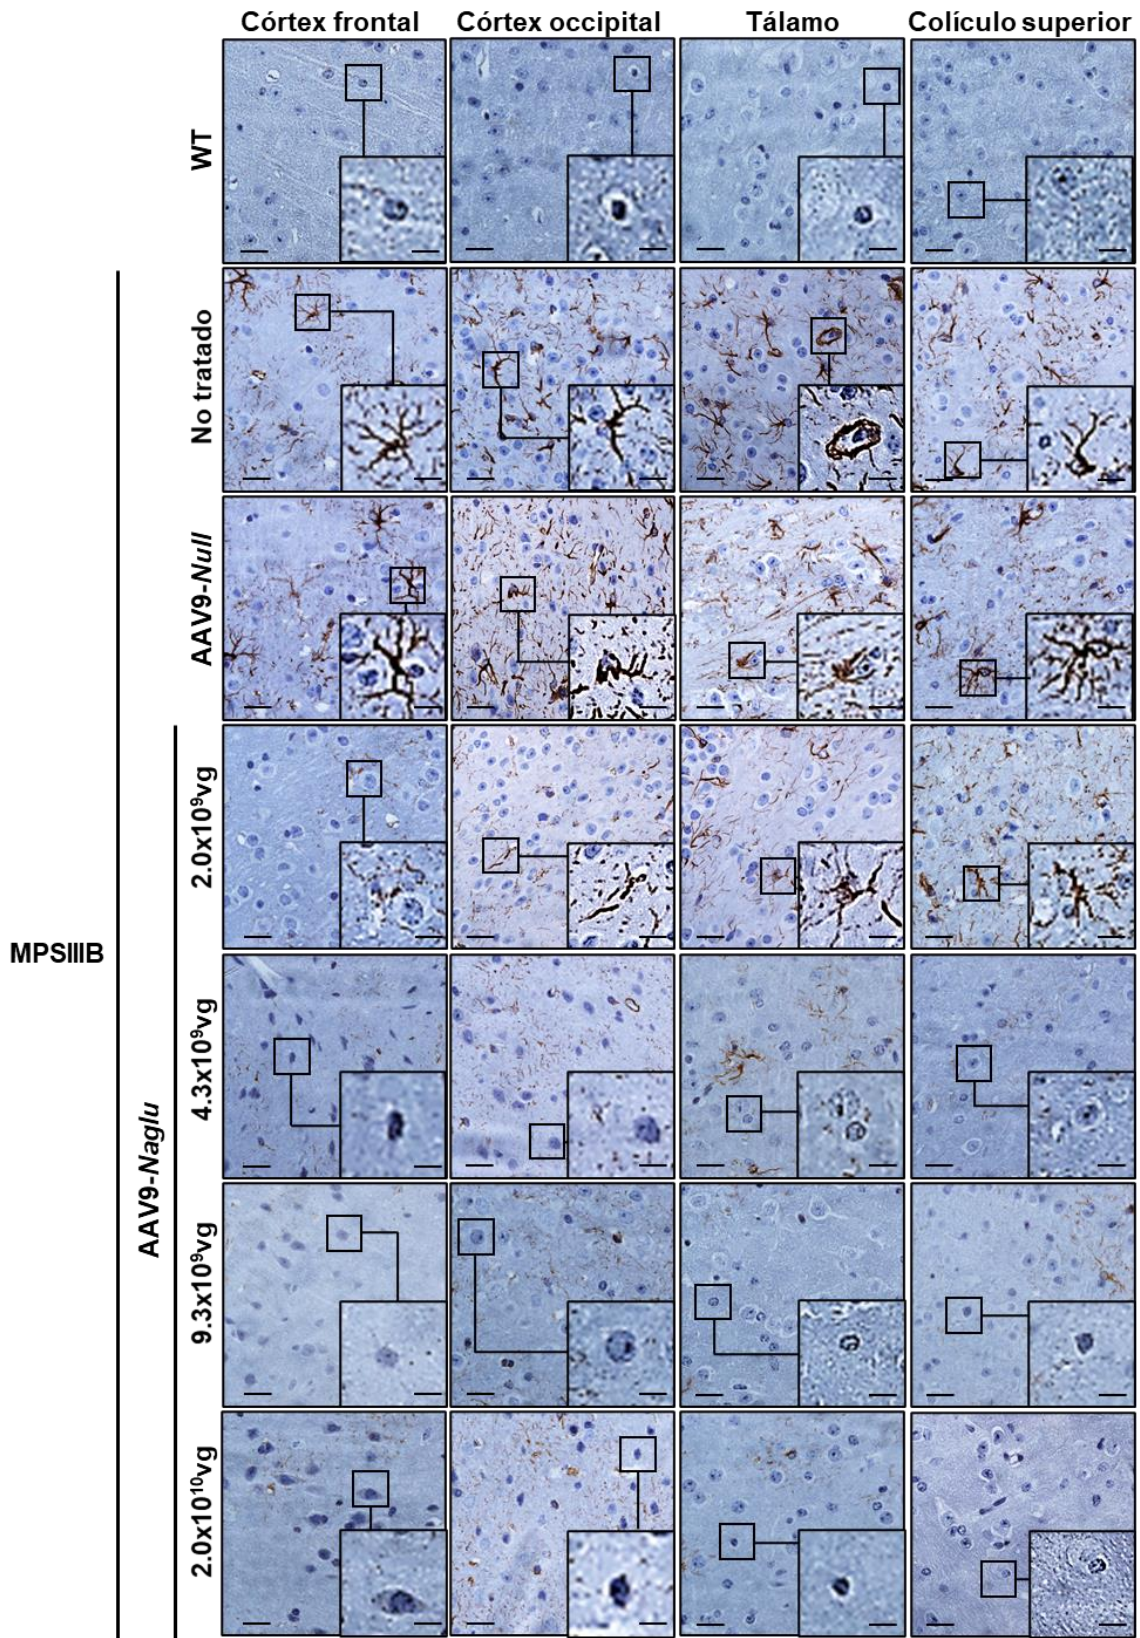 Córtex frontal Córtex occipital Tálamo Colículo superior
WT
No tratado
AAV9-Null
2.0x10⁹vg
MPSIIIB
4.3x10⁹vg
AAV9-Naglu
9.3x10⁹vg
2.0x10¹⁰vg